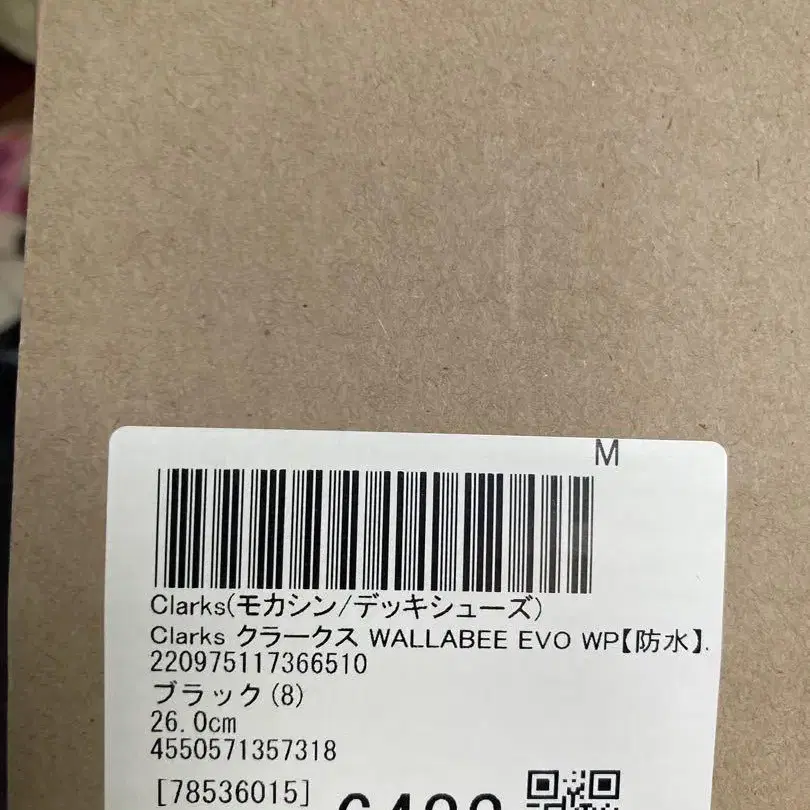 M
Clarks(モカシン/デッキシューズ)
Clarks クラークス WALLABEE EVO WP【防水】.
220975117366510
ブラック(8)
26.0cm
4550571357318
[78536015]